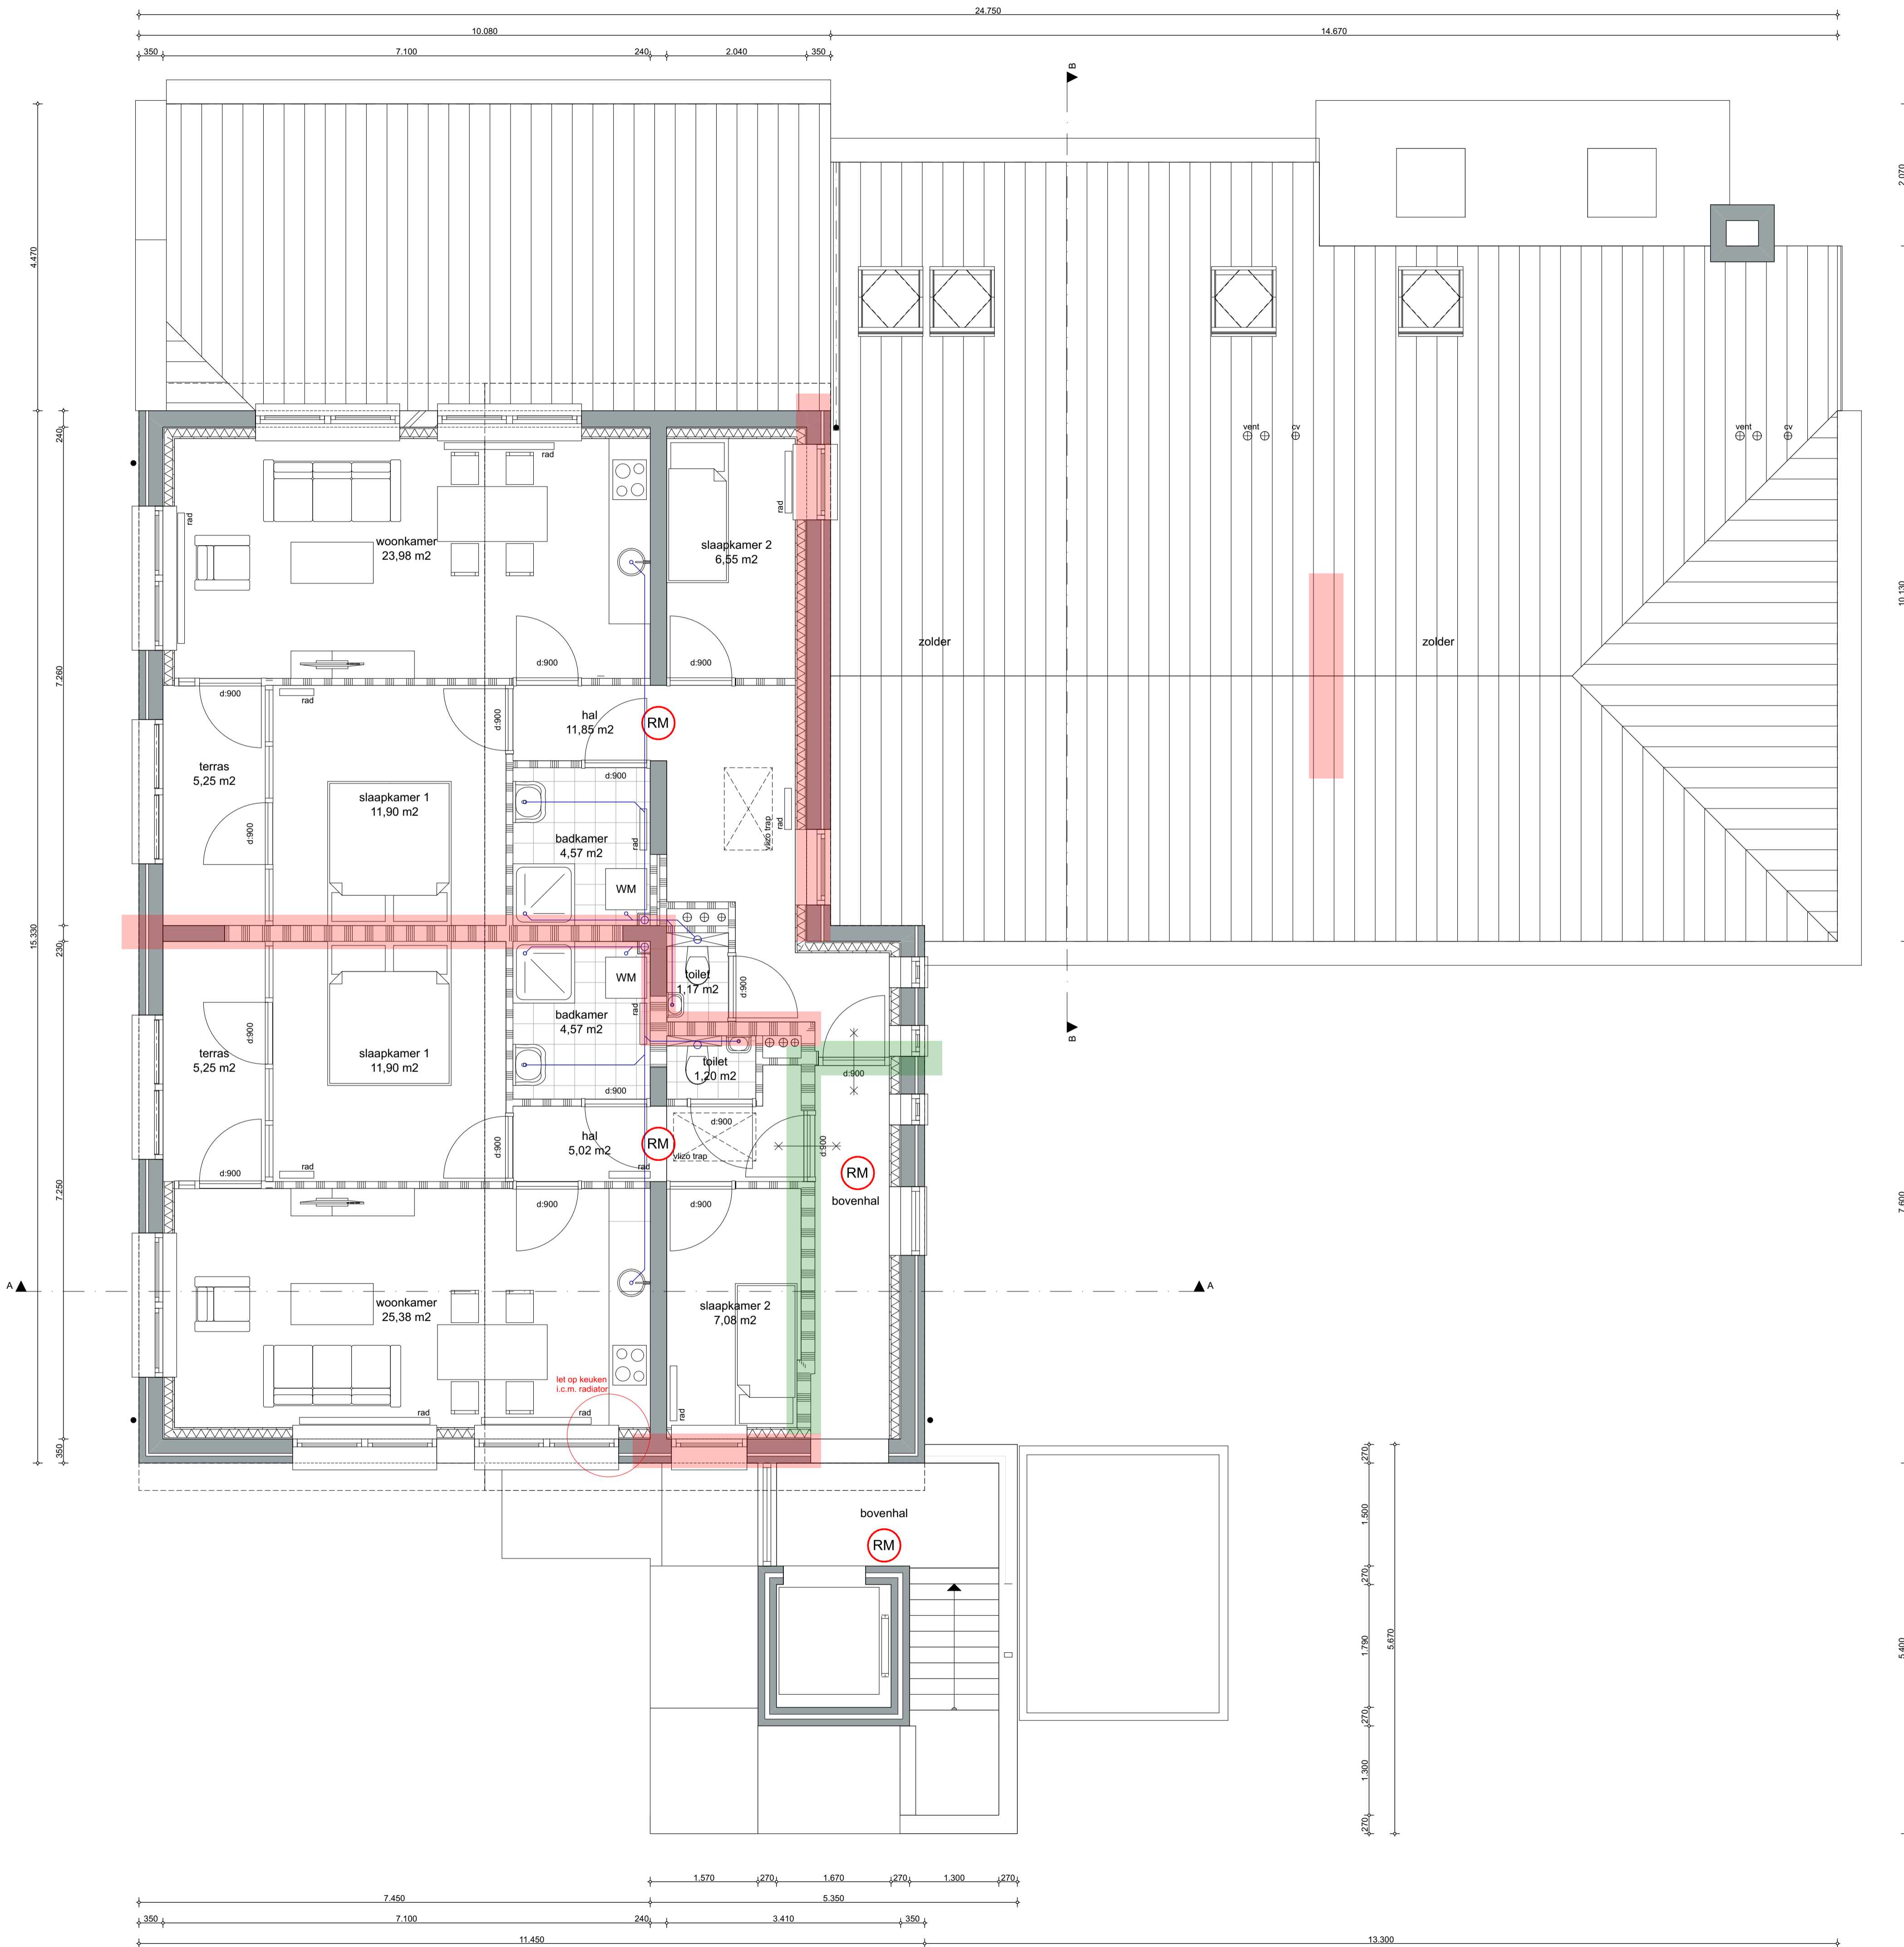 24.750
10.080
14.670
350
7.100
240
2.040
350
B
4.470
2.070
240
vent
cv
vent
cv
rad
rad
rad
woonkamer
23,98 m2
slaapkamer 2
6,55 m2
10.130
zolder
zolder
7.260
d:900
d:900
d:900
rad
d:900
hal
11,85 m2
RM
terras
5,25 m2
d:900
slaapkamer 1
11,90 m2
d:900
badkamer
4,57 m2
rad
vlizo trap
rad
WM
15.330
230
WM
toilet
1,17 m2
d:900
badkamer
4,57 m2
rad
d:900
terras
5,25 m2
slaapkamer 1
11,90 m2
toilet
1,20 m2
d:900
B
d:900
d:900
d:900
hal
5,02 m2
RM
vlizo trap
d:900
rad
rad
d:900
RM
bovenhal
7.250
7.600
d:900
d:900
d:900
A
A
woonkamer
25,38 m2
slaapkamer 2
7,08 m2
let op keuken
i.c.m. radiator
rad
rad
rad
350
270
bovenhal
1.500
RM
270
1.790
5.670
5.400
270
1.300
270
1.570
270
1.670
270
1.300
270
7.450
5.350
350
7.100
240
3.410
350
11.450
13.300